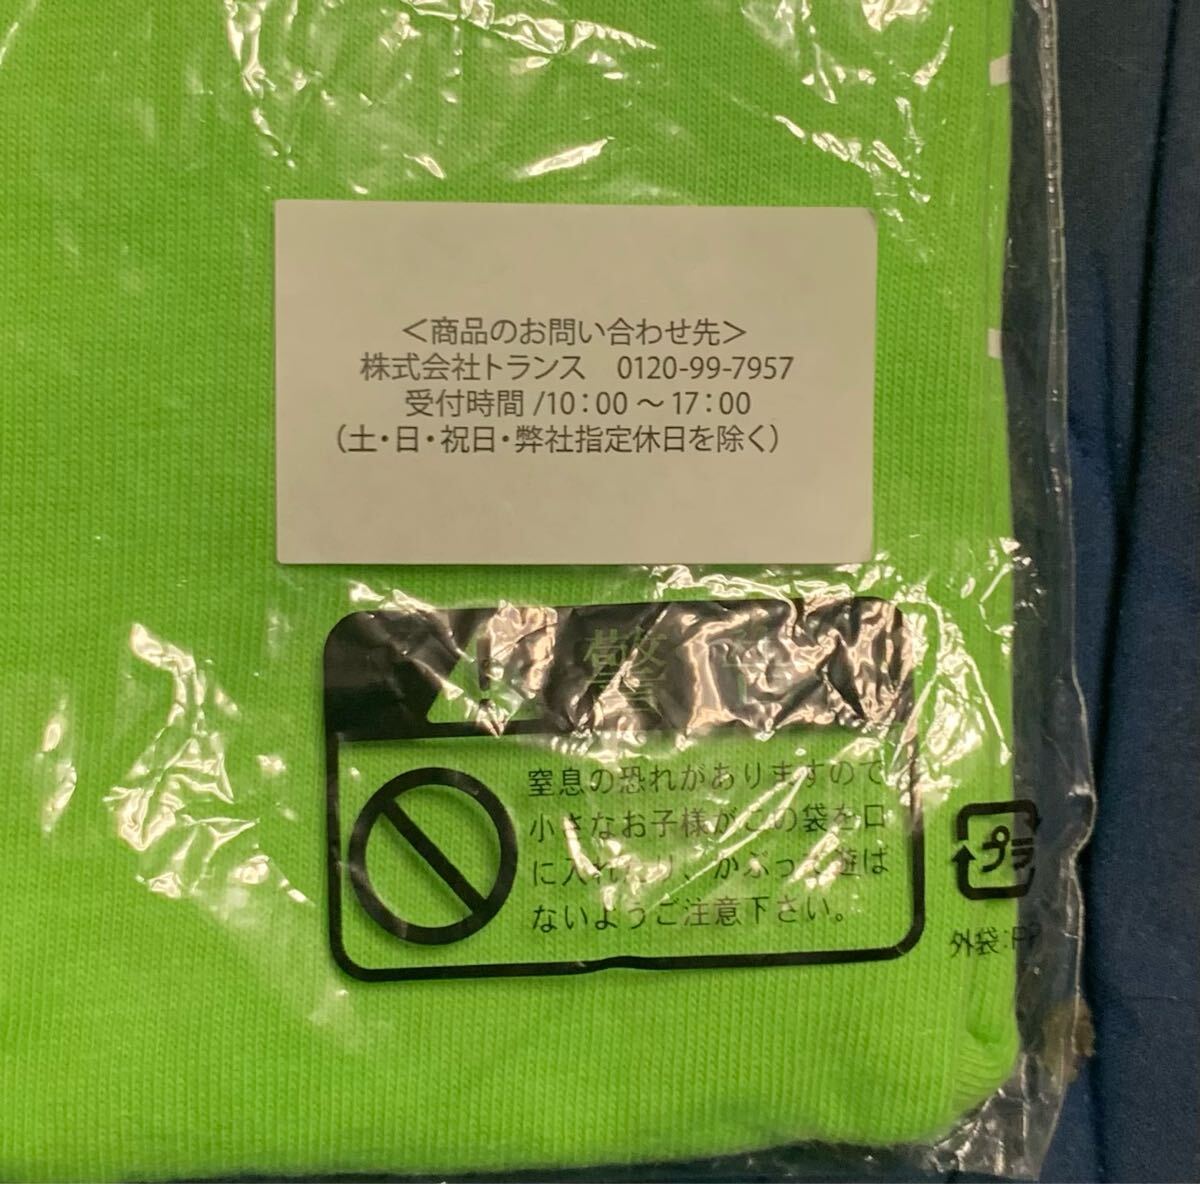 ＜商品のお問い合わせ先＞
株式会社トランス　0120-99-7957
受付時間 /10：00 ～ 17：00
（土・日・祝日・弊社指定休日を除く）
警告
窒息の恐れがありますので
小さなお子様がこの袋を口
に入れたり、かぶって遊ば
ないようご注意下さい。
プラ
外袋：PP